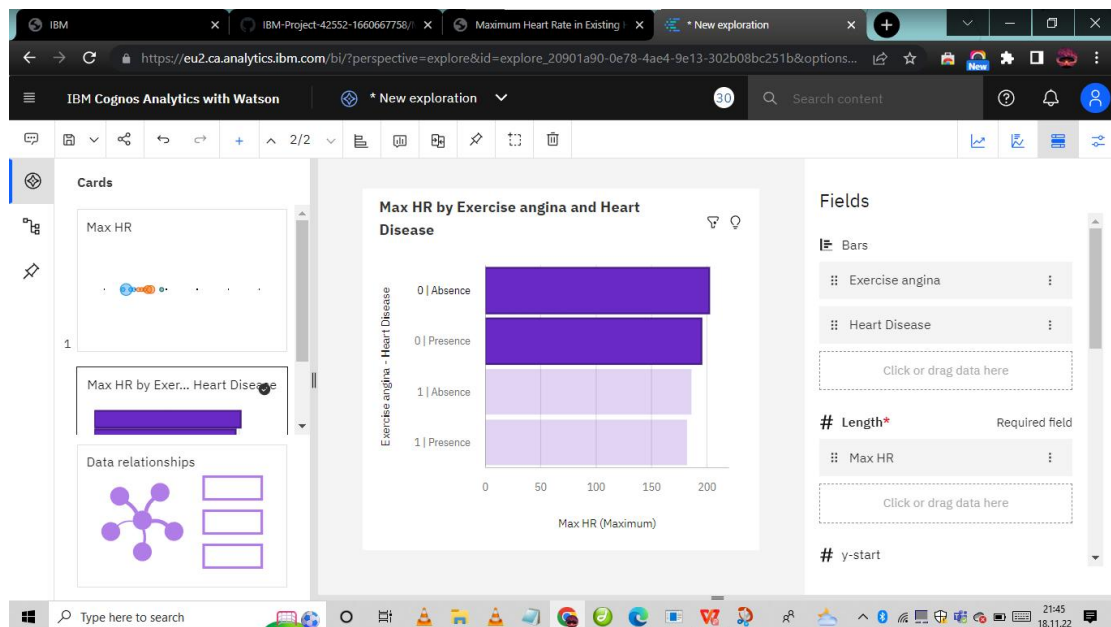 IBM
IBM-Project-42552-1660667758/
Maximum Heart Rate in Existing
* New exploration
https://eu2.ca.analytics.ibm.com/bi/?perspective=explore&id=explore_20901a90-0e78-4ae4-9e13-302b08bc251b&options...
New
IBM Cognos Analytics with Watson
* New exploration
30
Search content
2/2
Cards
Max HR
1
Max HR by Exer... Heart Disease
Data relationships
Max HR by Exercise angina and Heart
Disease
Exercise angina - Heart Disease
0 | Absence
0 | Presence
1 | Absence
1 | Presence
0 50 100 150 200
Max HR (Maximum)
Fields
Bars
Exercise angina
Heart Disease
Click or drag data here
# Length* Required field
Max HR
Click or drag data here
# y-start
Type here to search
21:45
18.11.22